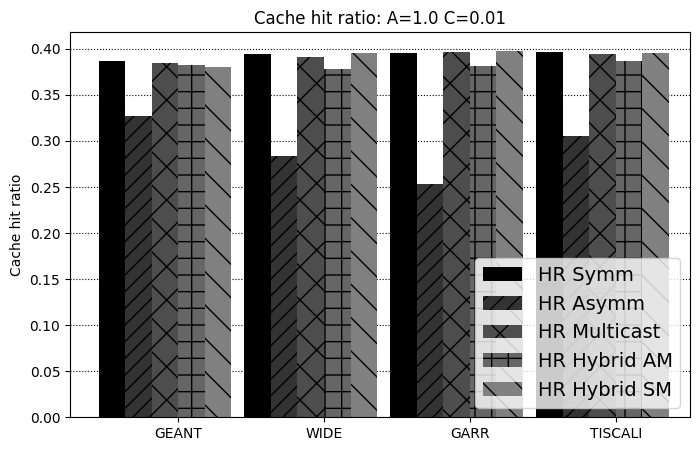 Cache hit ratio: A=1.0 C=0.01
Cache hit ratio
0.40
0.35
0.30
0.25
0.20
0.15
0.10
0.05
0.00
GEANT
WIDE
GARR
TISCALI
HR Symm
HR Asymm
HR Multicast
HR Hybrid AM
HR Hybrid SM